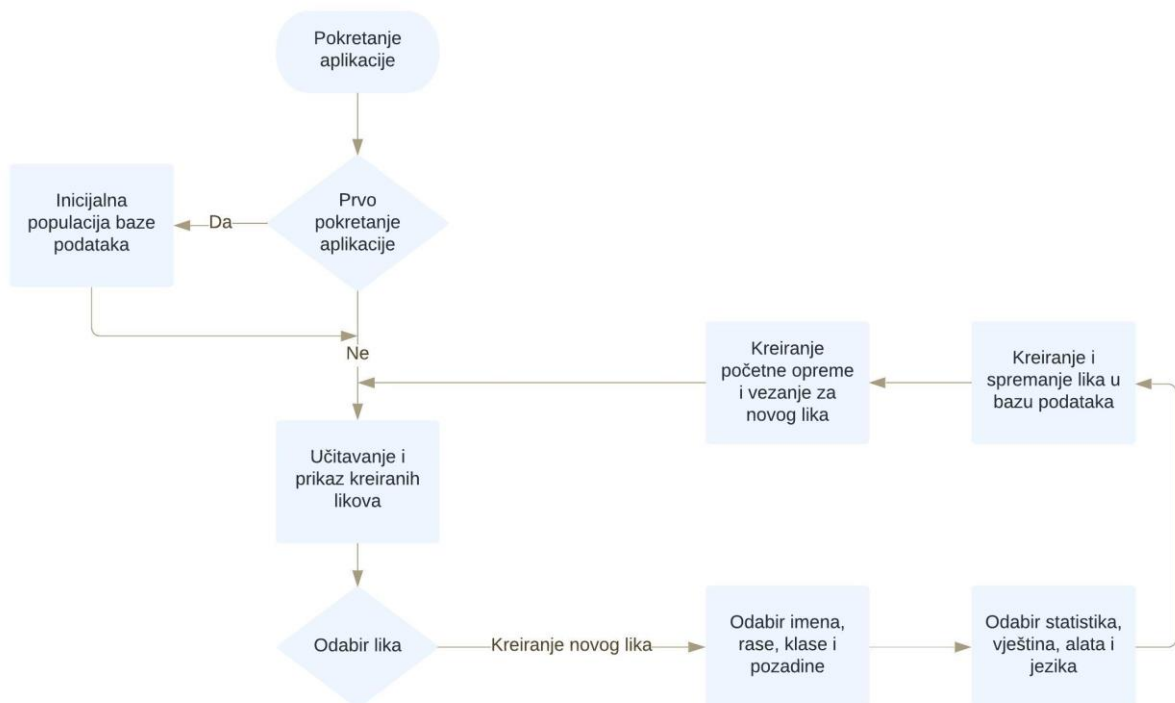 Pokretanje
aplikacije
Prvo
pokretanje
aplikacije
Da
Inicijalna
populacija baze
podataka
Ne
Kreiranje
početne opreme
i vezanje za
novog lika
Kreiranje i
spremanje lika u
bazu podataka
Učitavanje i
prikaz kreiranih
likova
Odabir lika
Kreiranje novog lika
Odabir imena,
rase, klase i
pozadine
Odabir statistika,
vještina, alata i
jezika